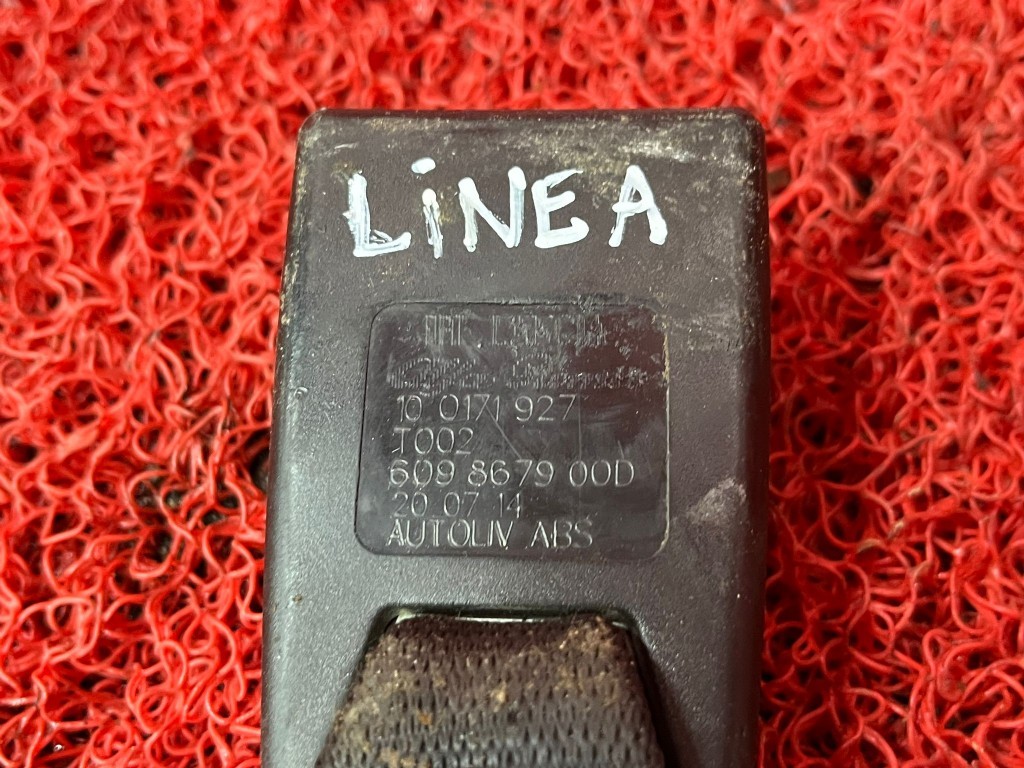 LiNEA
10 0171 927
T002
609 8679 00D
20 07 14
AUTOLIV ABS